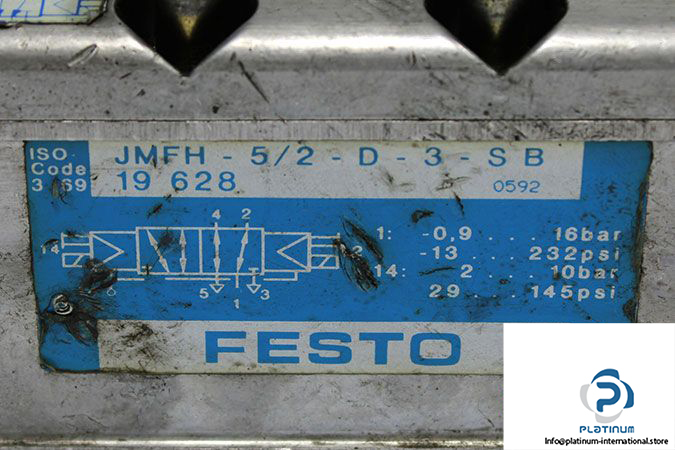 ISO.
Code
3 69
JMFH - 5/2 - D - 3 - S B
19 628
0592
4 2
14
5 1 3
1: -0,9 . . . 16bar
-13 . . . 232psi
14: 2 . . . 10bar
29 . . . 145psi
FESTO
PLATINUM
Info@platinum-international.store